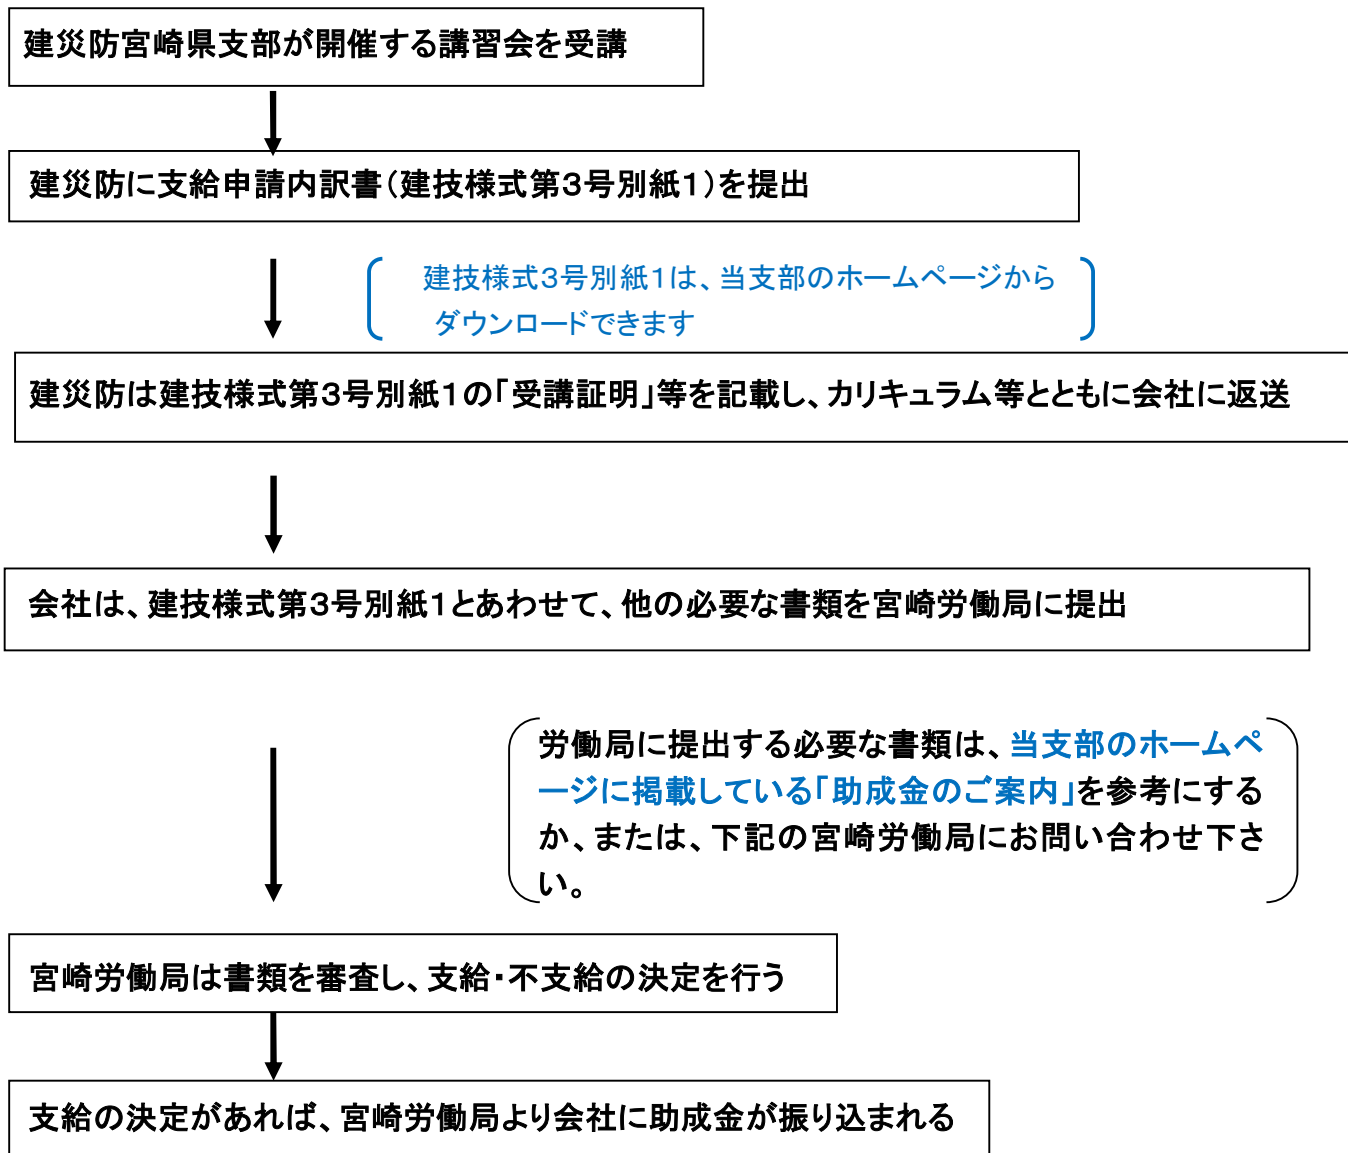 建災防宮崎県支部が開催する講習会を受講
建災防に支給申請内訳書(建技様式第3号別紙1)を提出
建技様式3号別紙1は、当支部のホームページから
ダウンロードできます
建災防は建技様式第3号別紙1の「受講証明」等を記載し、カリキュラム等とともに会社に返送
会社は、建技様式第3号別紙1とあわせて、他の必要な書類を宮崎労働局に提出
労働局に提出する必要な書類は、当支部のホームペ
ージに掲載している「助成金のご案内」を参考にする
か、または、下記の宮崎労働局にお問い合わせ下さ
い。
宮崎労働局は書類を審査し、支給・不支給の決定を行う
支給の決定があれば、宮崎労働局より会社に助成金が振り込まれる